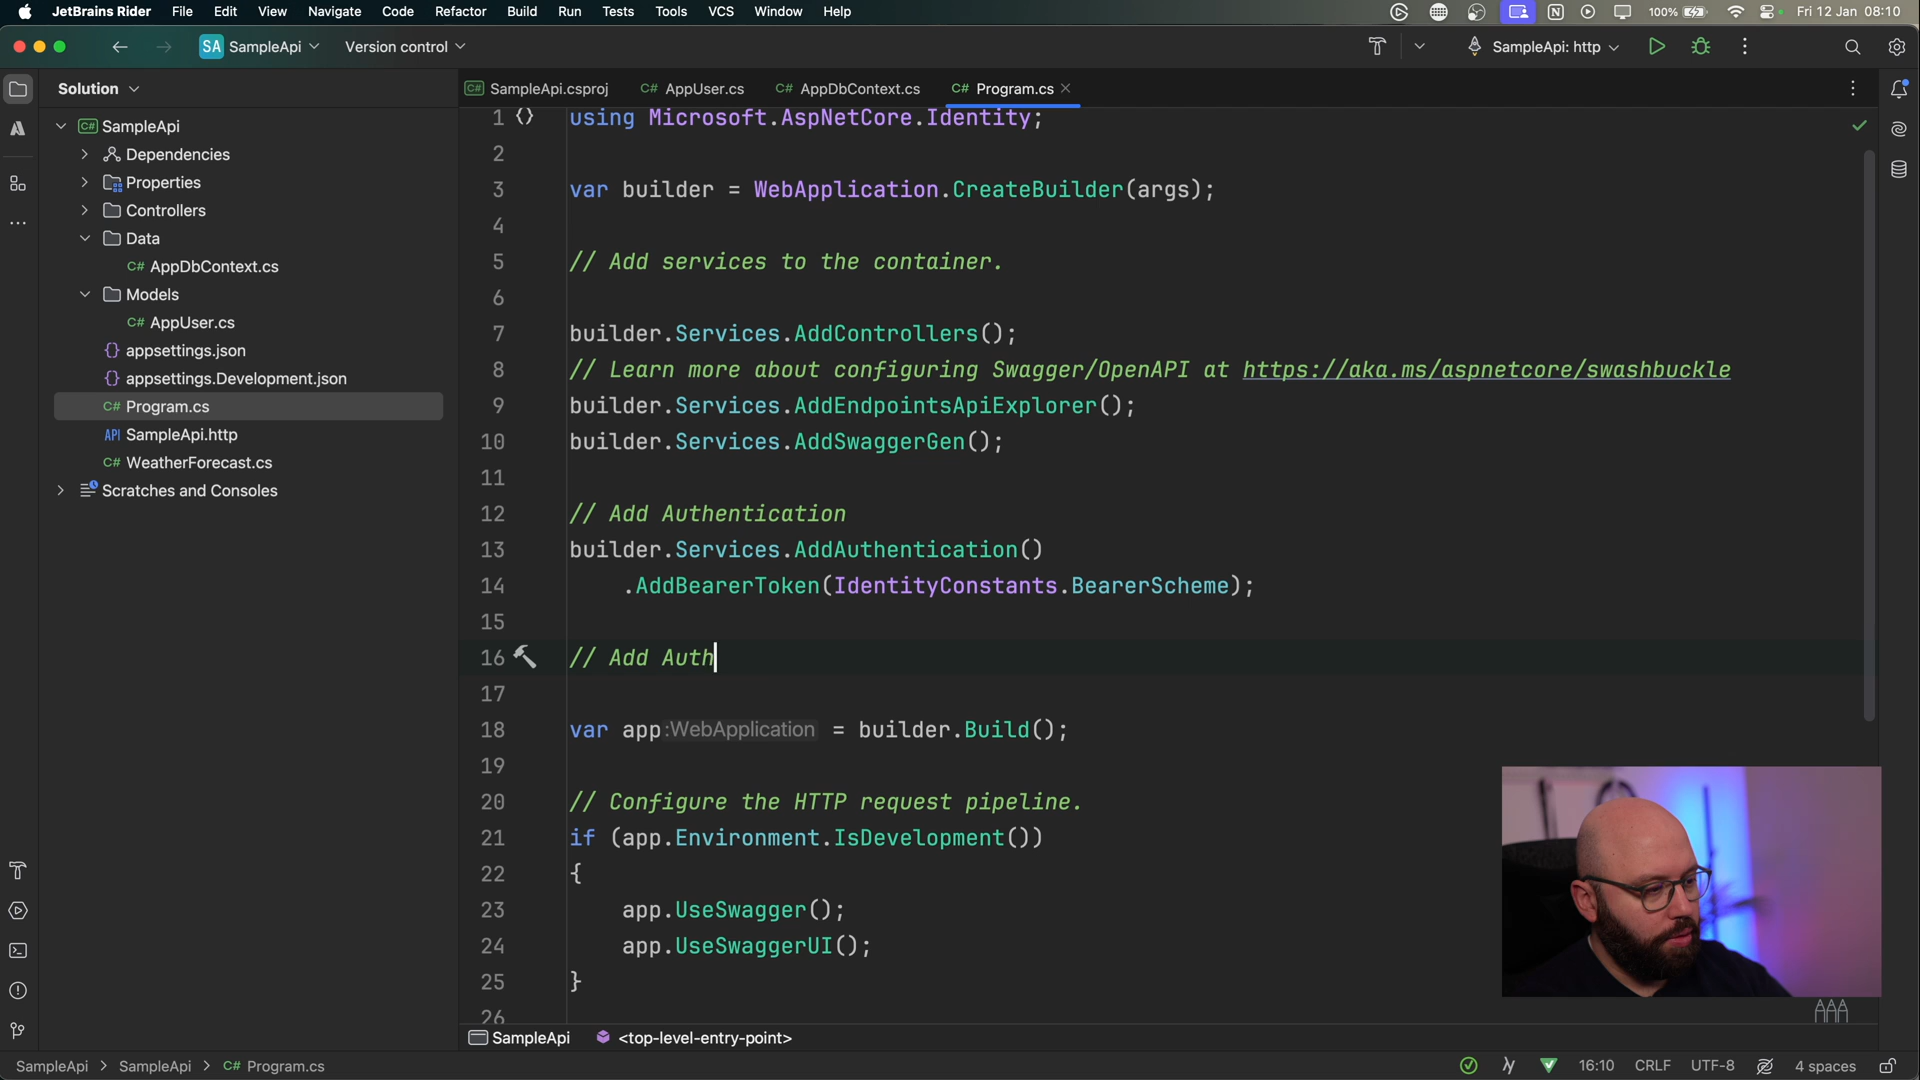 JetBrains Rider File Edit View Navigate Code Refactor Build Run Tests Tools VCS Window Help 100% Fri 12 Jan 08:10
SA SampleApi Version control SampleApi: http
Solution
SampleApi.csproj C# AppUser.cs C# AppDbContext.cs C# Program.cs
C# SampleApi
Dependencies
Properties
Controllers
Data
C# AppDbContext.cs
Models
C# AppUser.cs
{} appsettings.json
{} appsettings.Development.json
C# Program.cs
API SampleApi.http
C# WeatherForecast.cs
Scratches and Consoles
1 using Microsoft.AspNetCore.Identity;
2
3 var builder = WebApplication.CreateBuilder(args);
4
5 // Add services to the container.
6
7 builder.Services.AddControllers();
8 // Learn more about configuring Swagger/OpenAPI at https://aka.ms/aspnetcore/swashbuckle
9 builder.Services.AddEndpointsApiExplorer();
10 builder.Services.AddSwaggerGen();
11
12 // Add Authentication
13 builder.Services.AddAuthentication()
14 .AddBearerToken(IdentityConstants.BearerScheme);
15
16 // Add Auth
17
18 var app :WebApplication = builder.Build();
19
20 // Configure the HTTP request pipeline.
21 if (app.Environment.IsDevelopment())
22 {
23 app.UseSwagger();
24 app.UseSwaggerUI();
25 }
26
SampleApi <top-level-entry-point>
SampleApi > SampleApi > C# Program.cs 16:10 CRLF UTF-8 4 spaces